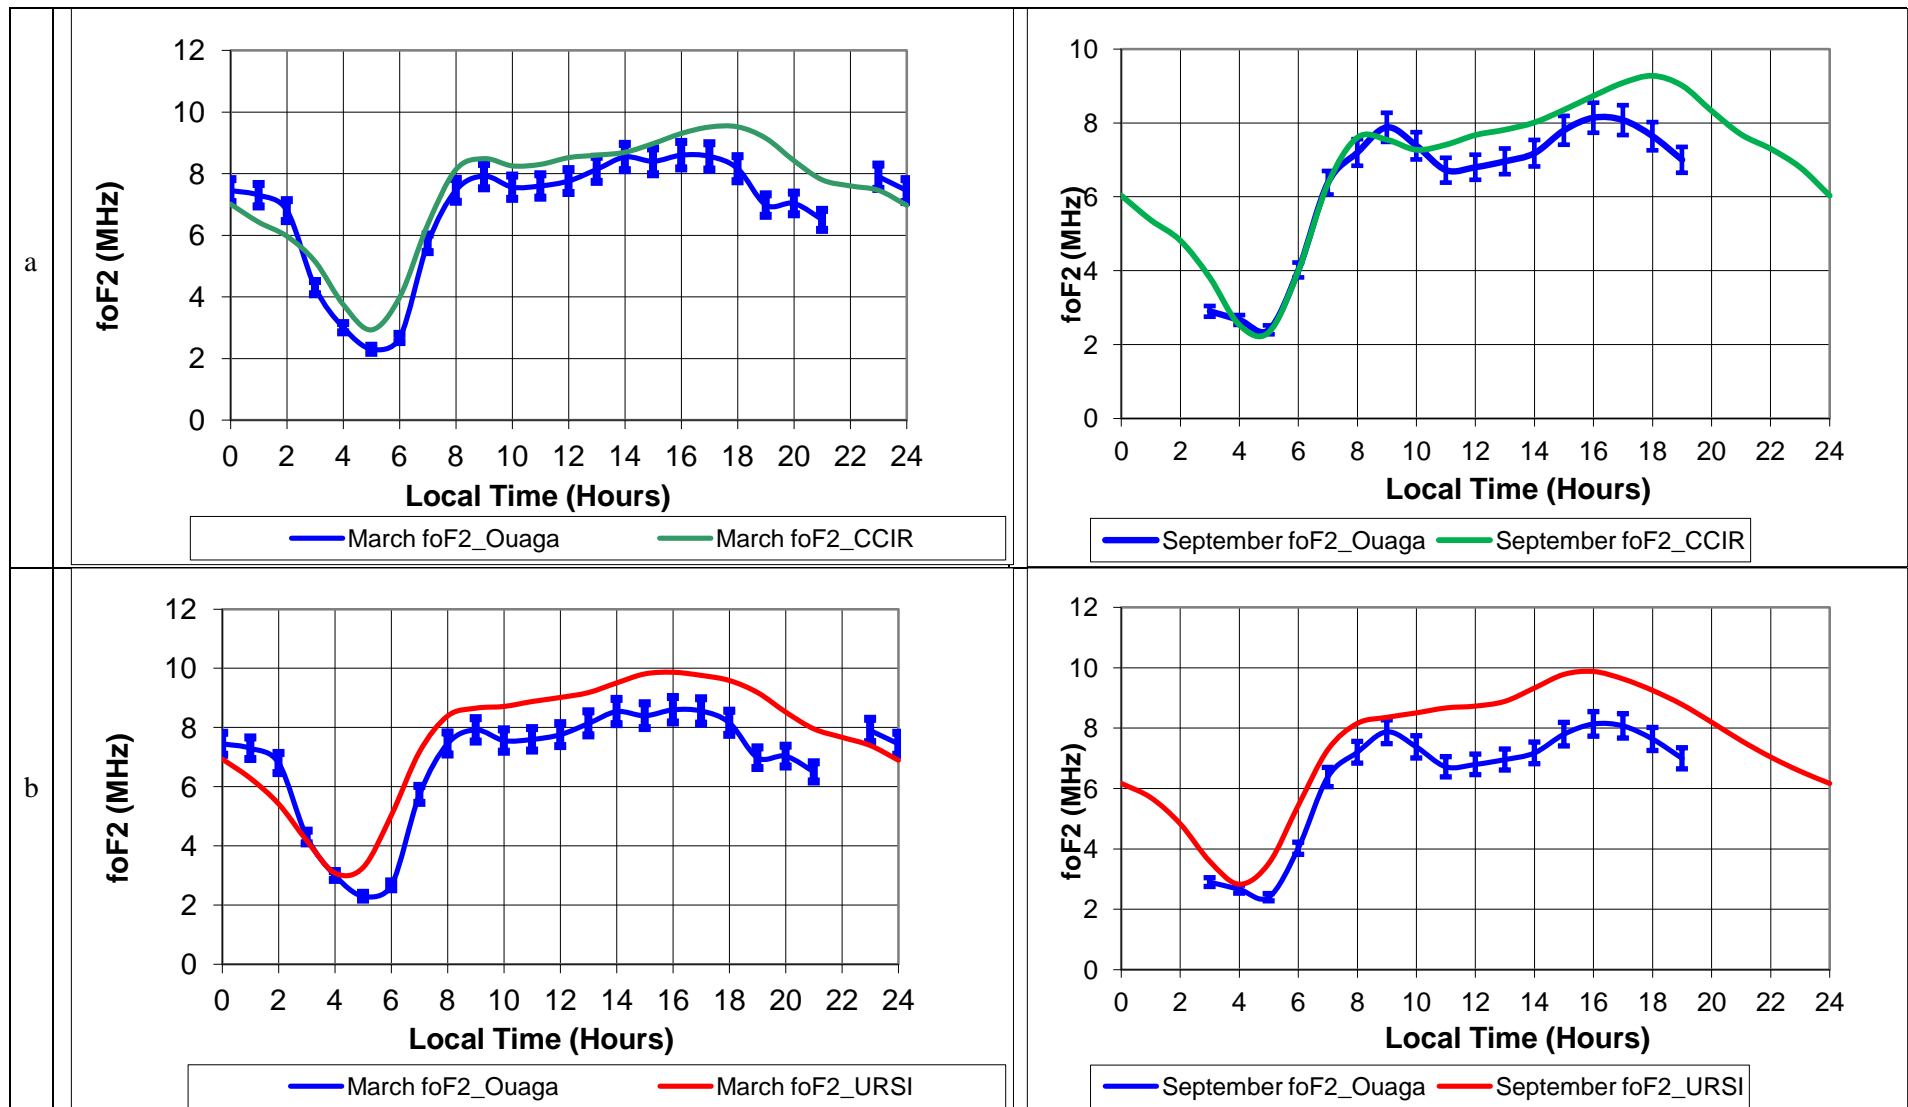 a
12
10
8
6
4
2
0
foF2 (MHz)
0 2 4 6 8 10 12 14 16 18 20 22 24
Local Time (Hours)
March foF2_Ouaga March foF2_CCIR
10
8
6
4
2
0
foF2 (MHz)
0 2 4 6 8 10 12 14 16 18 20 22 24
Local Time (Hours)
September foF2_Ouaga September foF2_CCIR
b
12
10
8
6
4
2
0
foF2 (MHz)
0 2 4 6 8 10 12 14 16 18 20 22 24
Local Time (Hours)
March foF2_Ouaga March foF2_URSI
12
10
8
6
4
2
0
foF2 (MHz)
0 2 4 6 8 10 12 14 16 18 20 22 24
Local Time (Hours)
September foF2_Ouaga September foF2_URSI